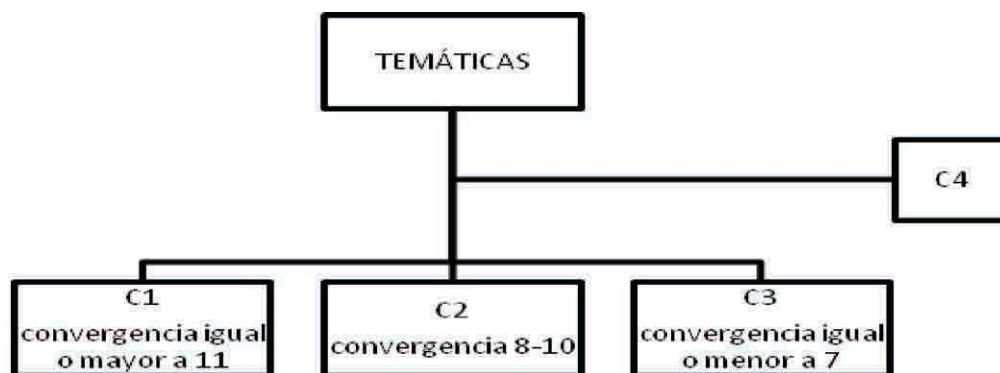 TEMÁTICAS
C4
C1
convergencia igual
o mayor a 11
C2
convergencia 8-10
C3
convergencia igual
o menor a 7